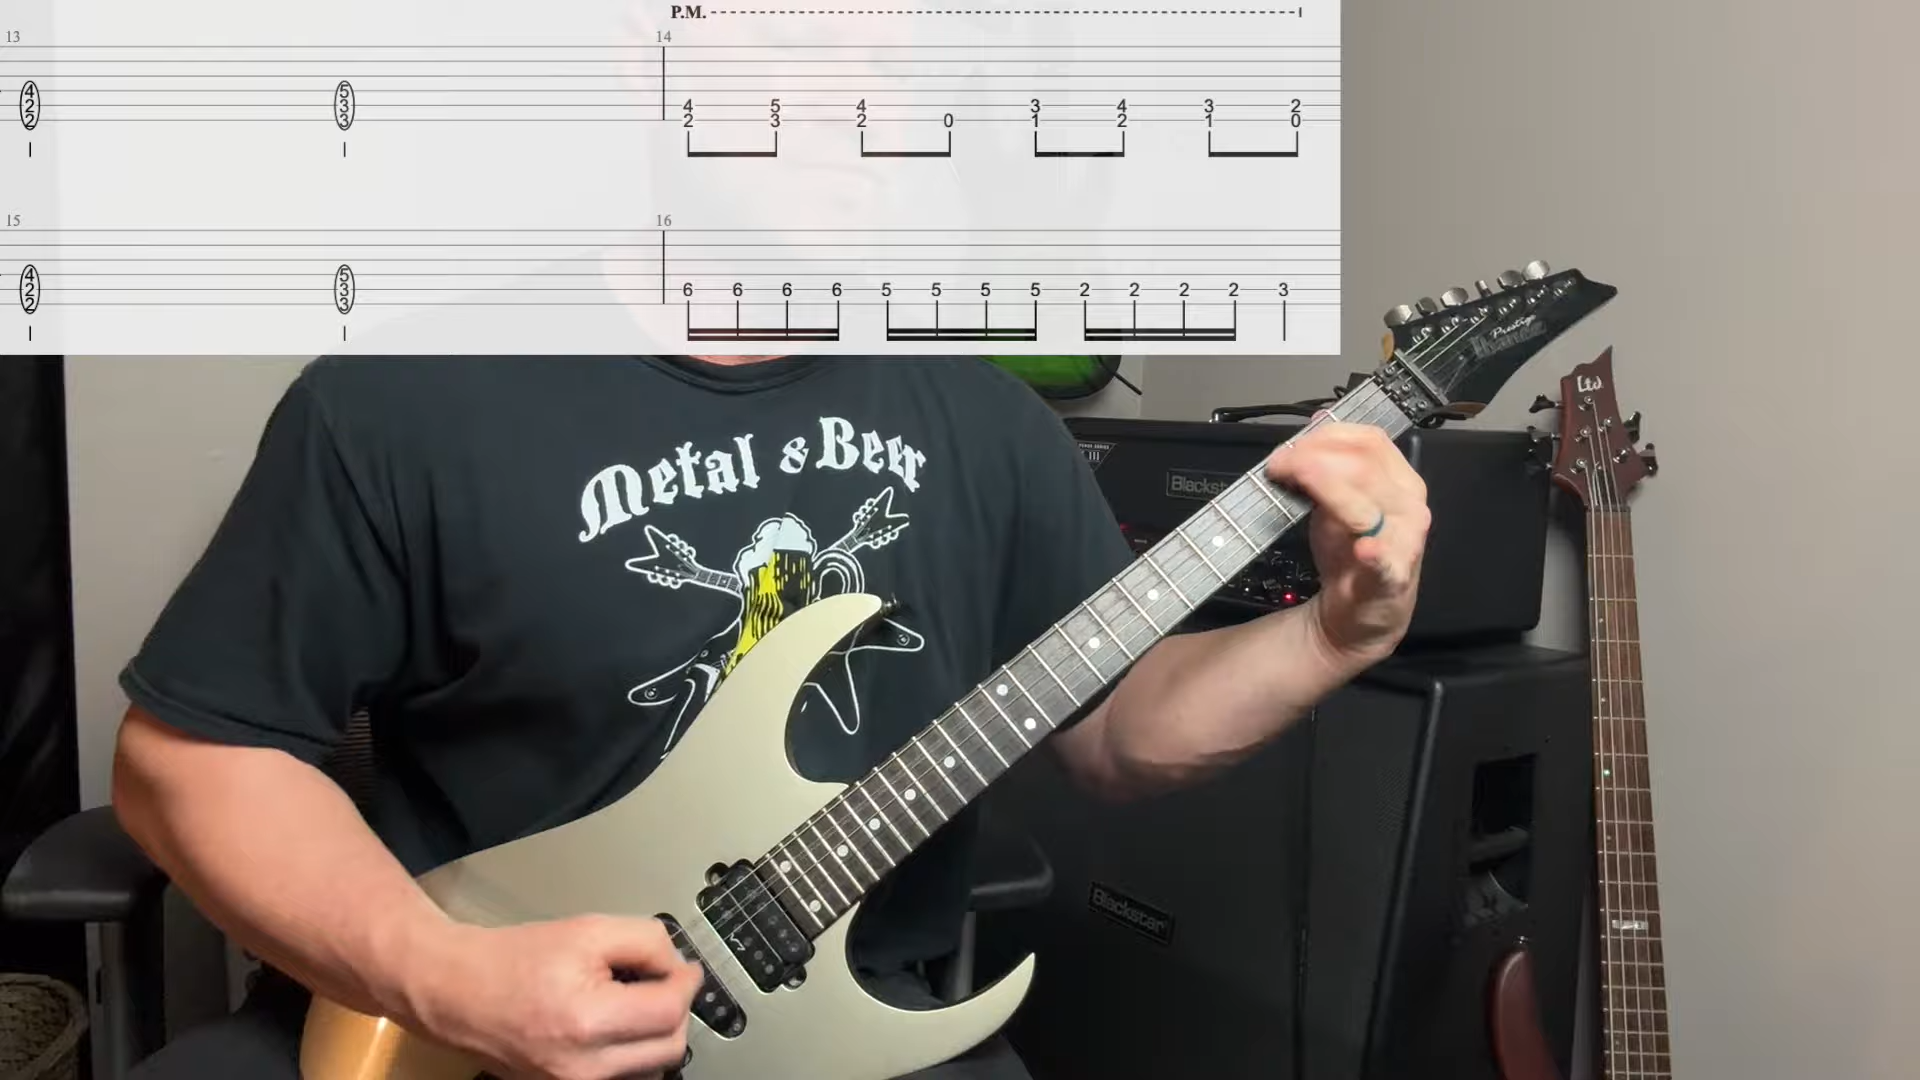 P.M.
13 14
4 5
2 3
2 3
4 5 4 3 4 3 2
2 3 2 0 1 2 1 0
15 16
4 5
2 3
2 3
6 6 6 6 5 5 5 5 2 2 2 2 3
Prestige
Ibanez
Ltd
Metal & Beer
III
Blackstar
Blackstar